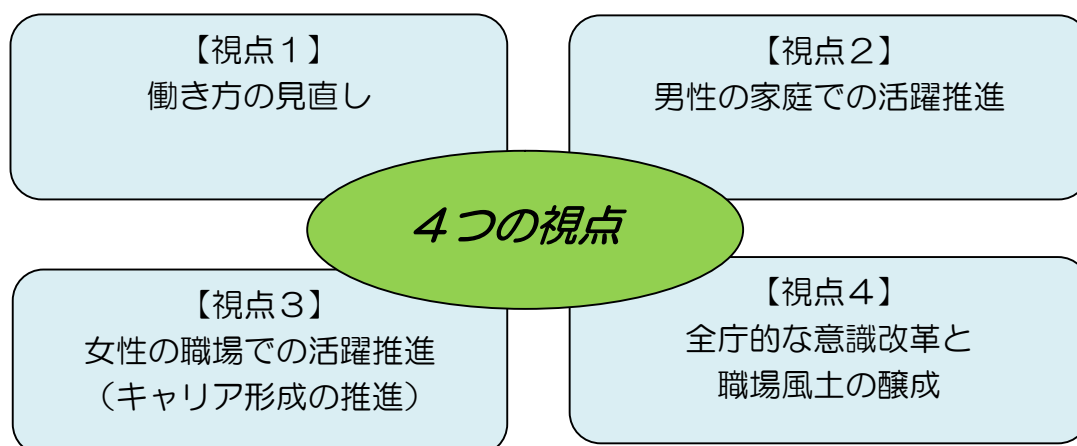 【視点１】
働き方の見直し
【視点２】
男性の家庭での活躍推進
４つの視点
【視点３】
女性の職場での活躍推進
（キャリア形成の推進）
【視点４】
全庁的な意識改革と
職場風土の醸成